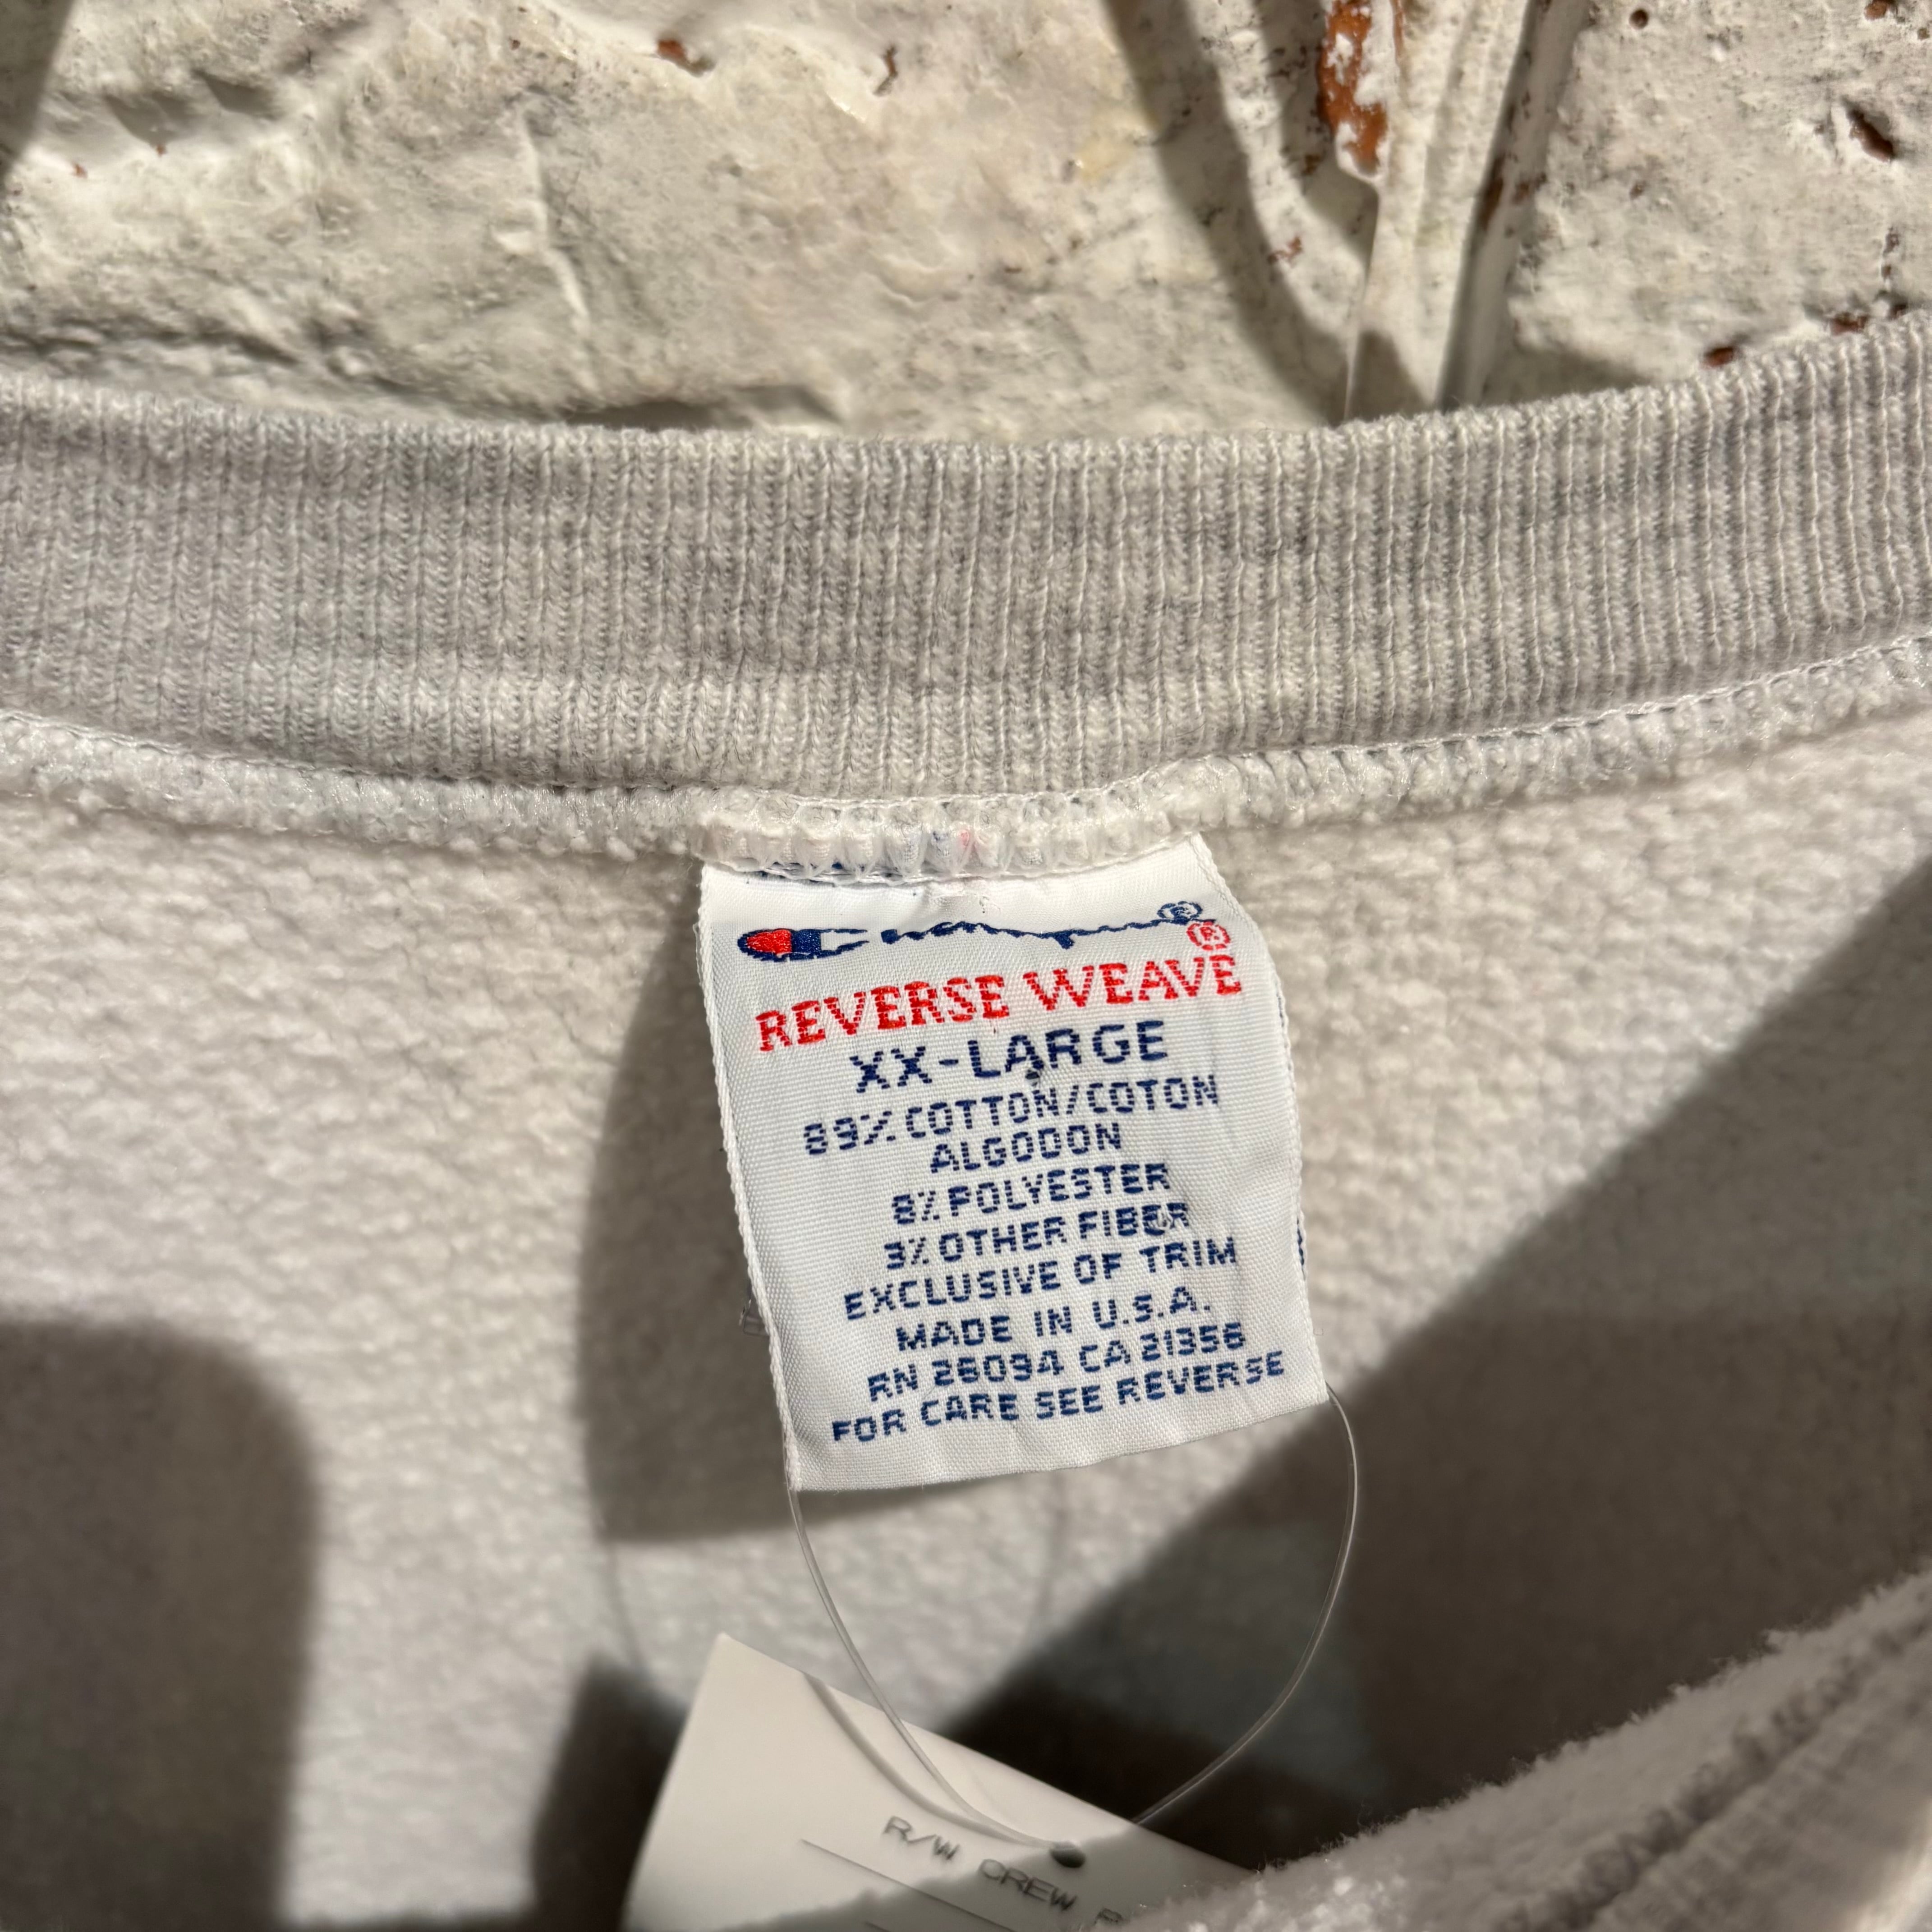 Champion®
REVERSE WEAVE®
XX-LARGE
89% COTTON/COTON
ALGODON
8% POLYESTER
3% OTHER FIBER
EXCLUSIVE OF TRIM
MADE IN U.S.A.
RN 26094 CA 21356
FOR CARE SEE REVERSE
R/W CREW